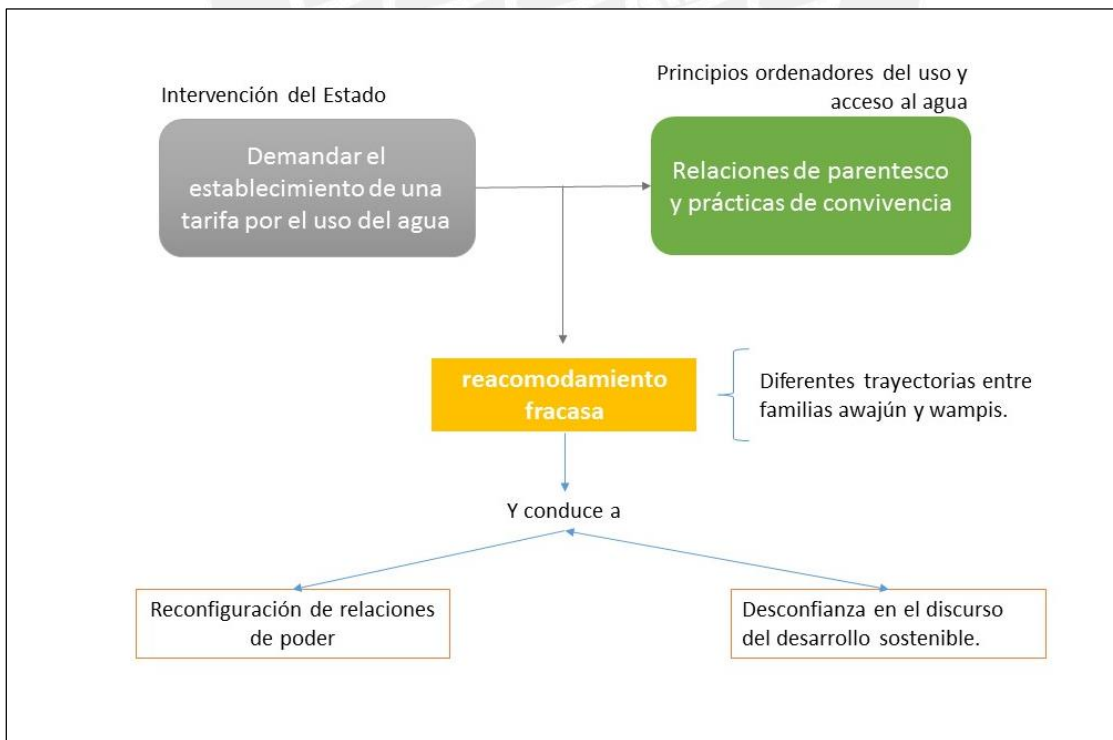 Intervención del Estado
Demandar el
establecimiento de una
tarifa por el uso del agua
Principios ordenadores del uso y
acceso al agua
Relaciones de parentesco
y prácticas de convivencia
reacomodamiento
fracasa
Diferentes trayectorias entre
familias awajún y wampis.
Y conduce a
Reconfiguración de relaciones
de poder
Desconfianza en el discurso
del desarrollo sostenible.